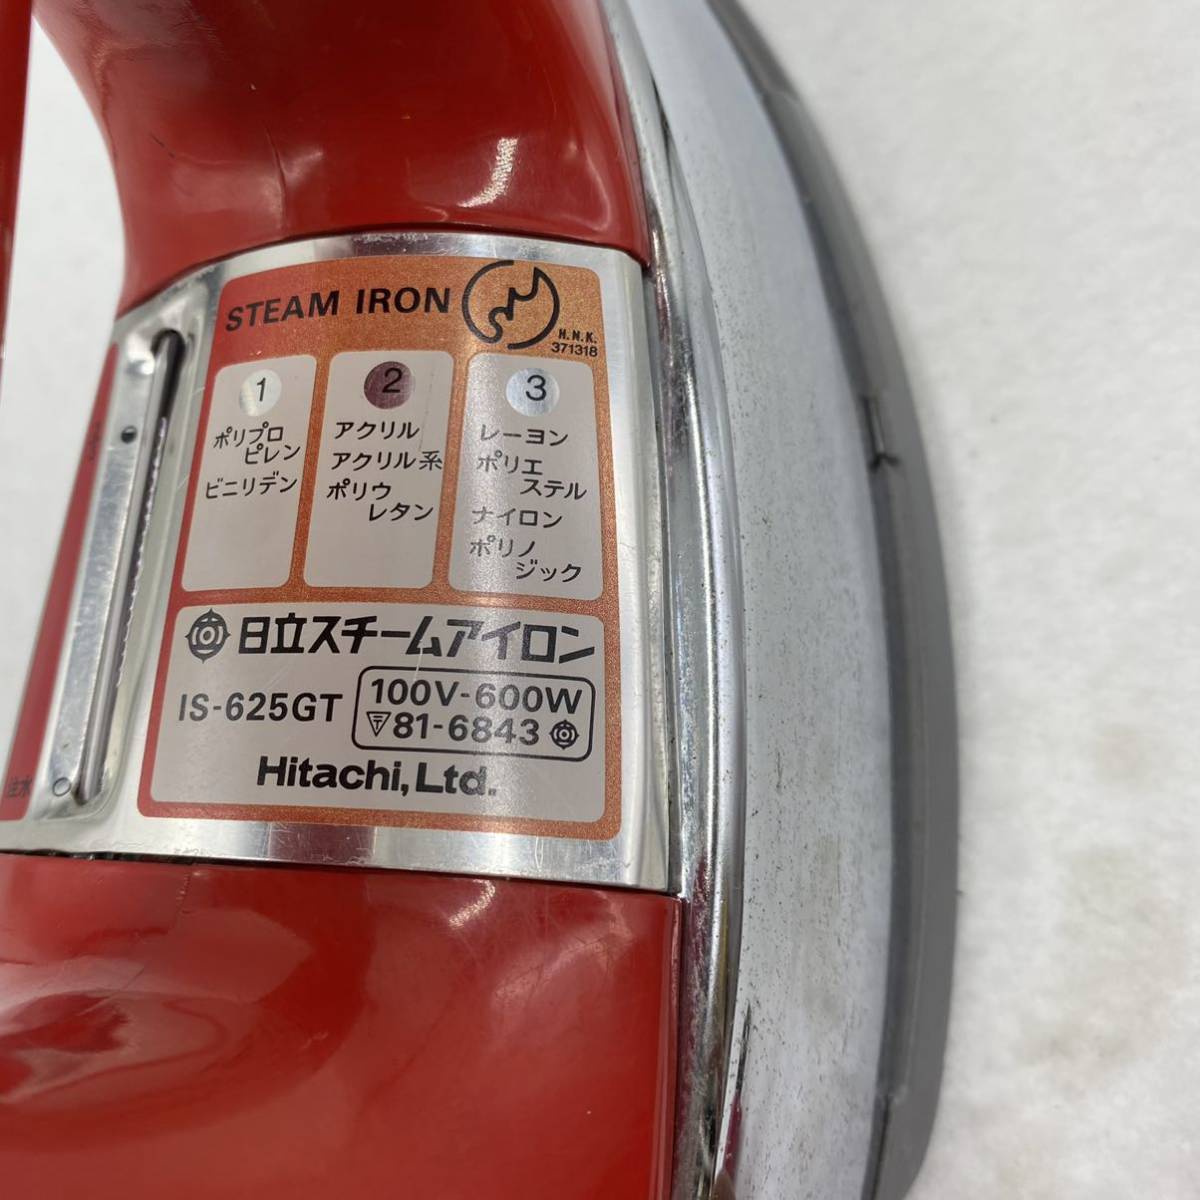 STEAM IRON
H.N.K.
371318
1
ポリプロ
ピレン
ビニリデン
2
アクリル
アクリル系
ポリウ
レタン
3
レーヨン
ポリエ
ステル
ナイロン
ポリノ
ジック
日立スチームアイロン
IS-625GT
100V-600W
〒81-6843
Hitachi, Ltd.
注水